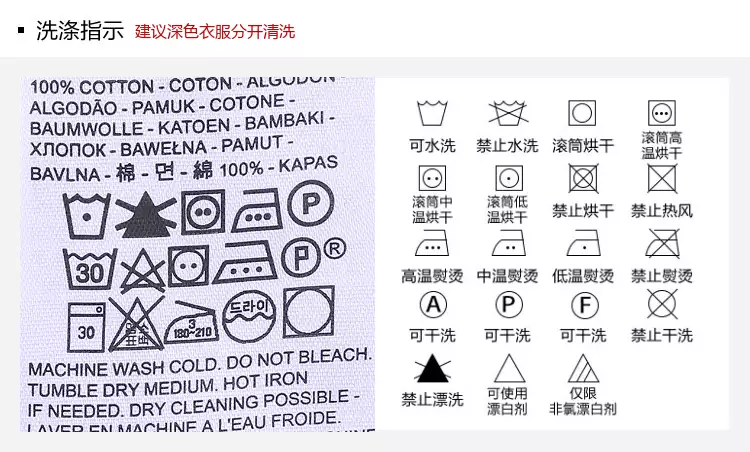 洗涤指示 建议深色衣服分开清洗
100% COTTON - COTON - ALGODÓN
ALGODÃO - PAMUK - COTONE -
BAUMWOLLE - KATOEN - BAMBAKI -
ХЛОПОК - BAWEŁNA - PAMUT -
BAVLNA - 棉 - 면 - 綿 100% - KAPAS
P
30
P®
30
염소
표백
3
180~210
드라이
MACHINE WASH COLD. DO NOT BLEACH.
TUMBLE DRY MEDIUM. HOT IRON
IF NEEDED. DRY CLEANING POSSIBLE -
LAVER EN MACHINE A L'EAU FROIDE.
可水洗 禁止水洗 滚筒烘干 滚筒高
温烘干
滚筒中
温烘干
滚筒低
温烘干
禁止烘干 禁止热风
高温熨烫 中温熨烫 低温熨烫 禁止熨烫
A P F
可干洗 可干洗 可干洗 禁止干洗
禁止漂洗
可使用
漂白剂
仅限
非氯漂白剂